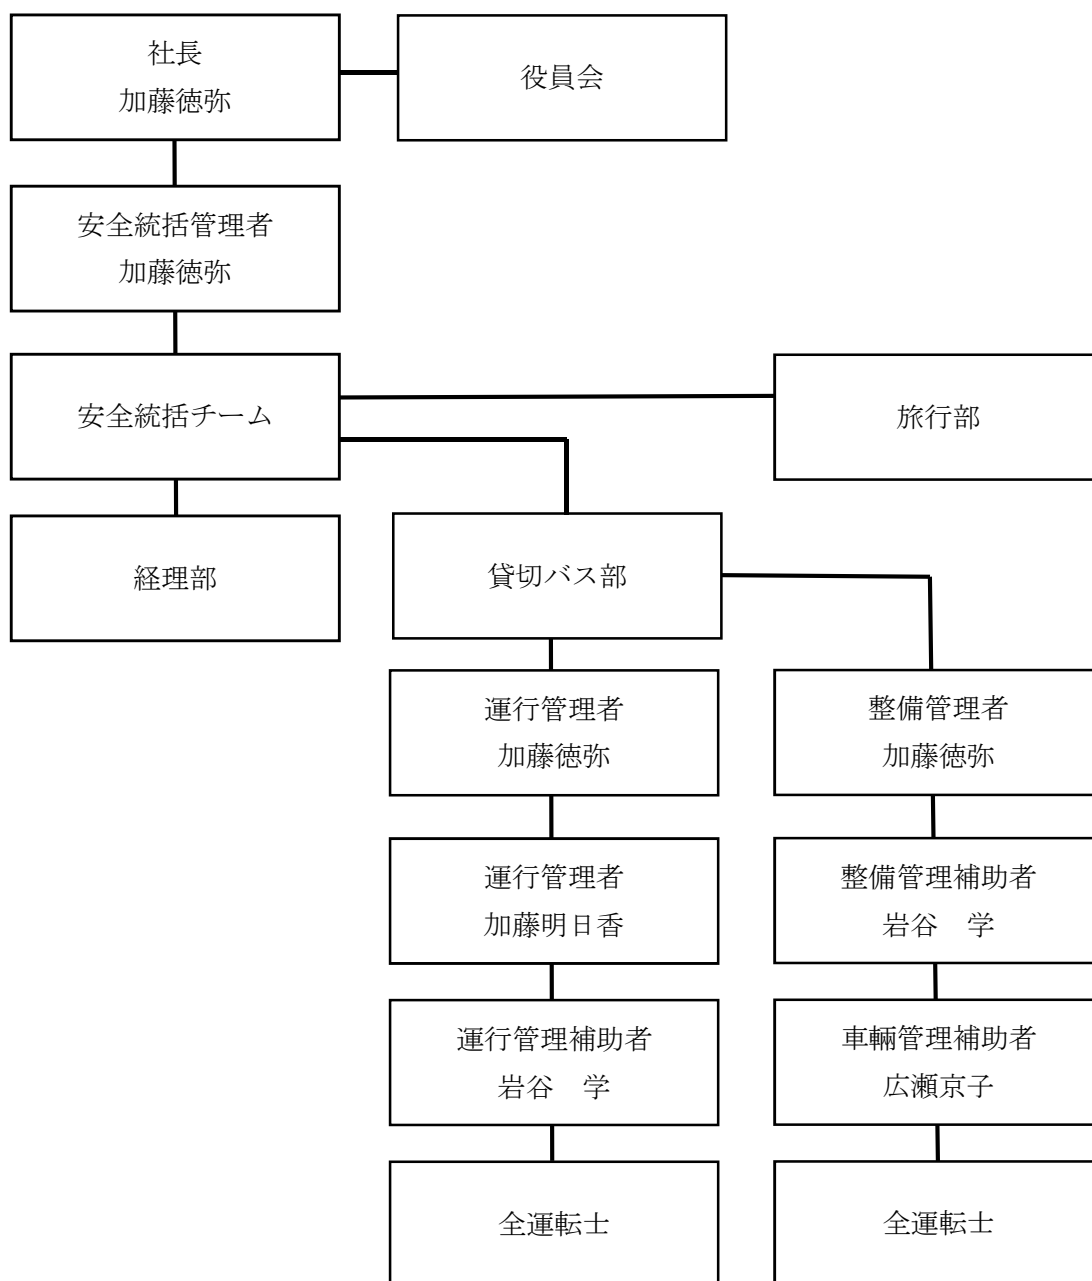 社長
加藤徳弥
役員会
安全統括管理者
加藤徳弥
安全統括チーム
旅行部
経理部
貸切バス部
運行管理者
加藤徳弥
整備管理者
加藤徳弥
運行管理者
加藤明日香
整備管理補助者
岩谷　学
運行管理補助者
岩谷　学
車輛管理補助者
広瀬京子
全運転士
全運転士